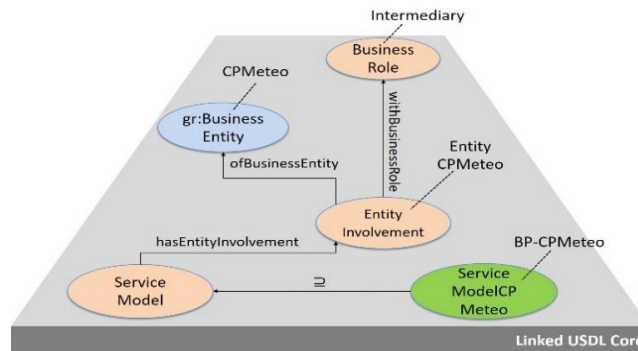 Intermediary
Business
Role
CPMeteo
gr:Business
Entity
withBusinessRole
Entity
CPMeteo
ofBusinessEntity
Entity
Involvement
hasEntityInvolvement
BP-CPMeteo
Service
Model
⊇
Service
ModelCP
Meteo
Linked USDL Core